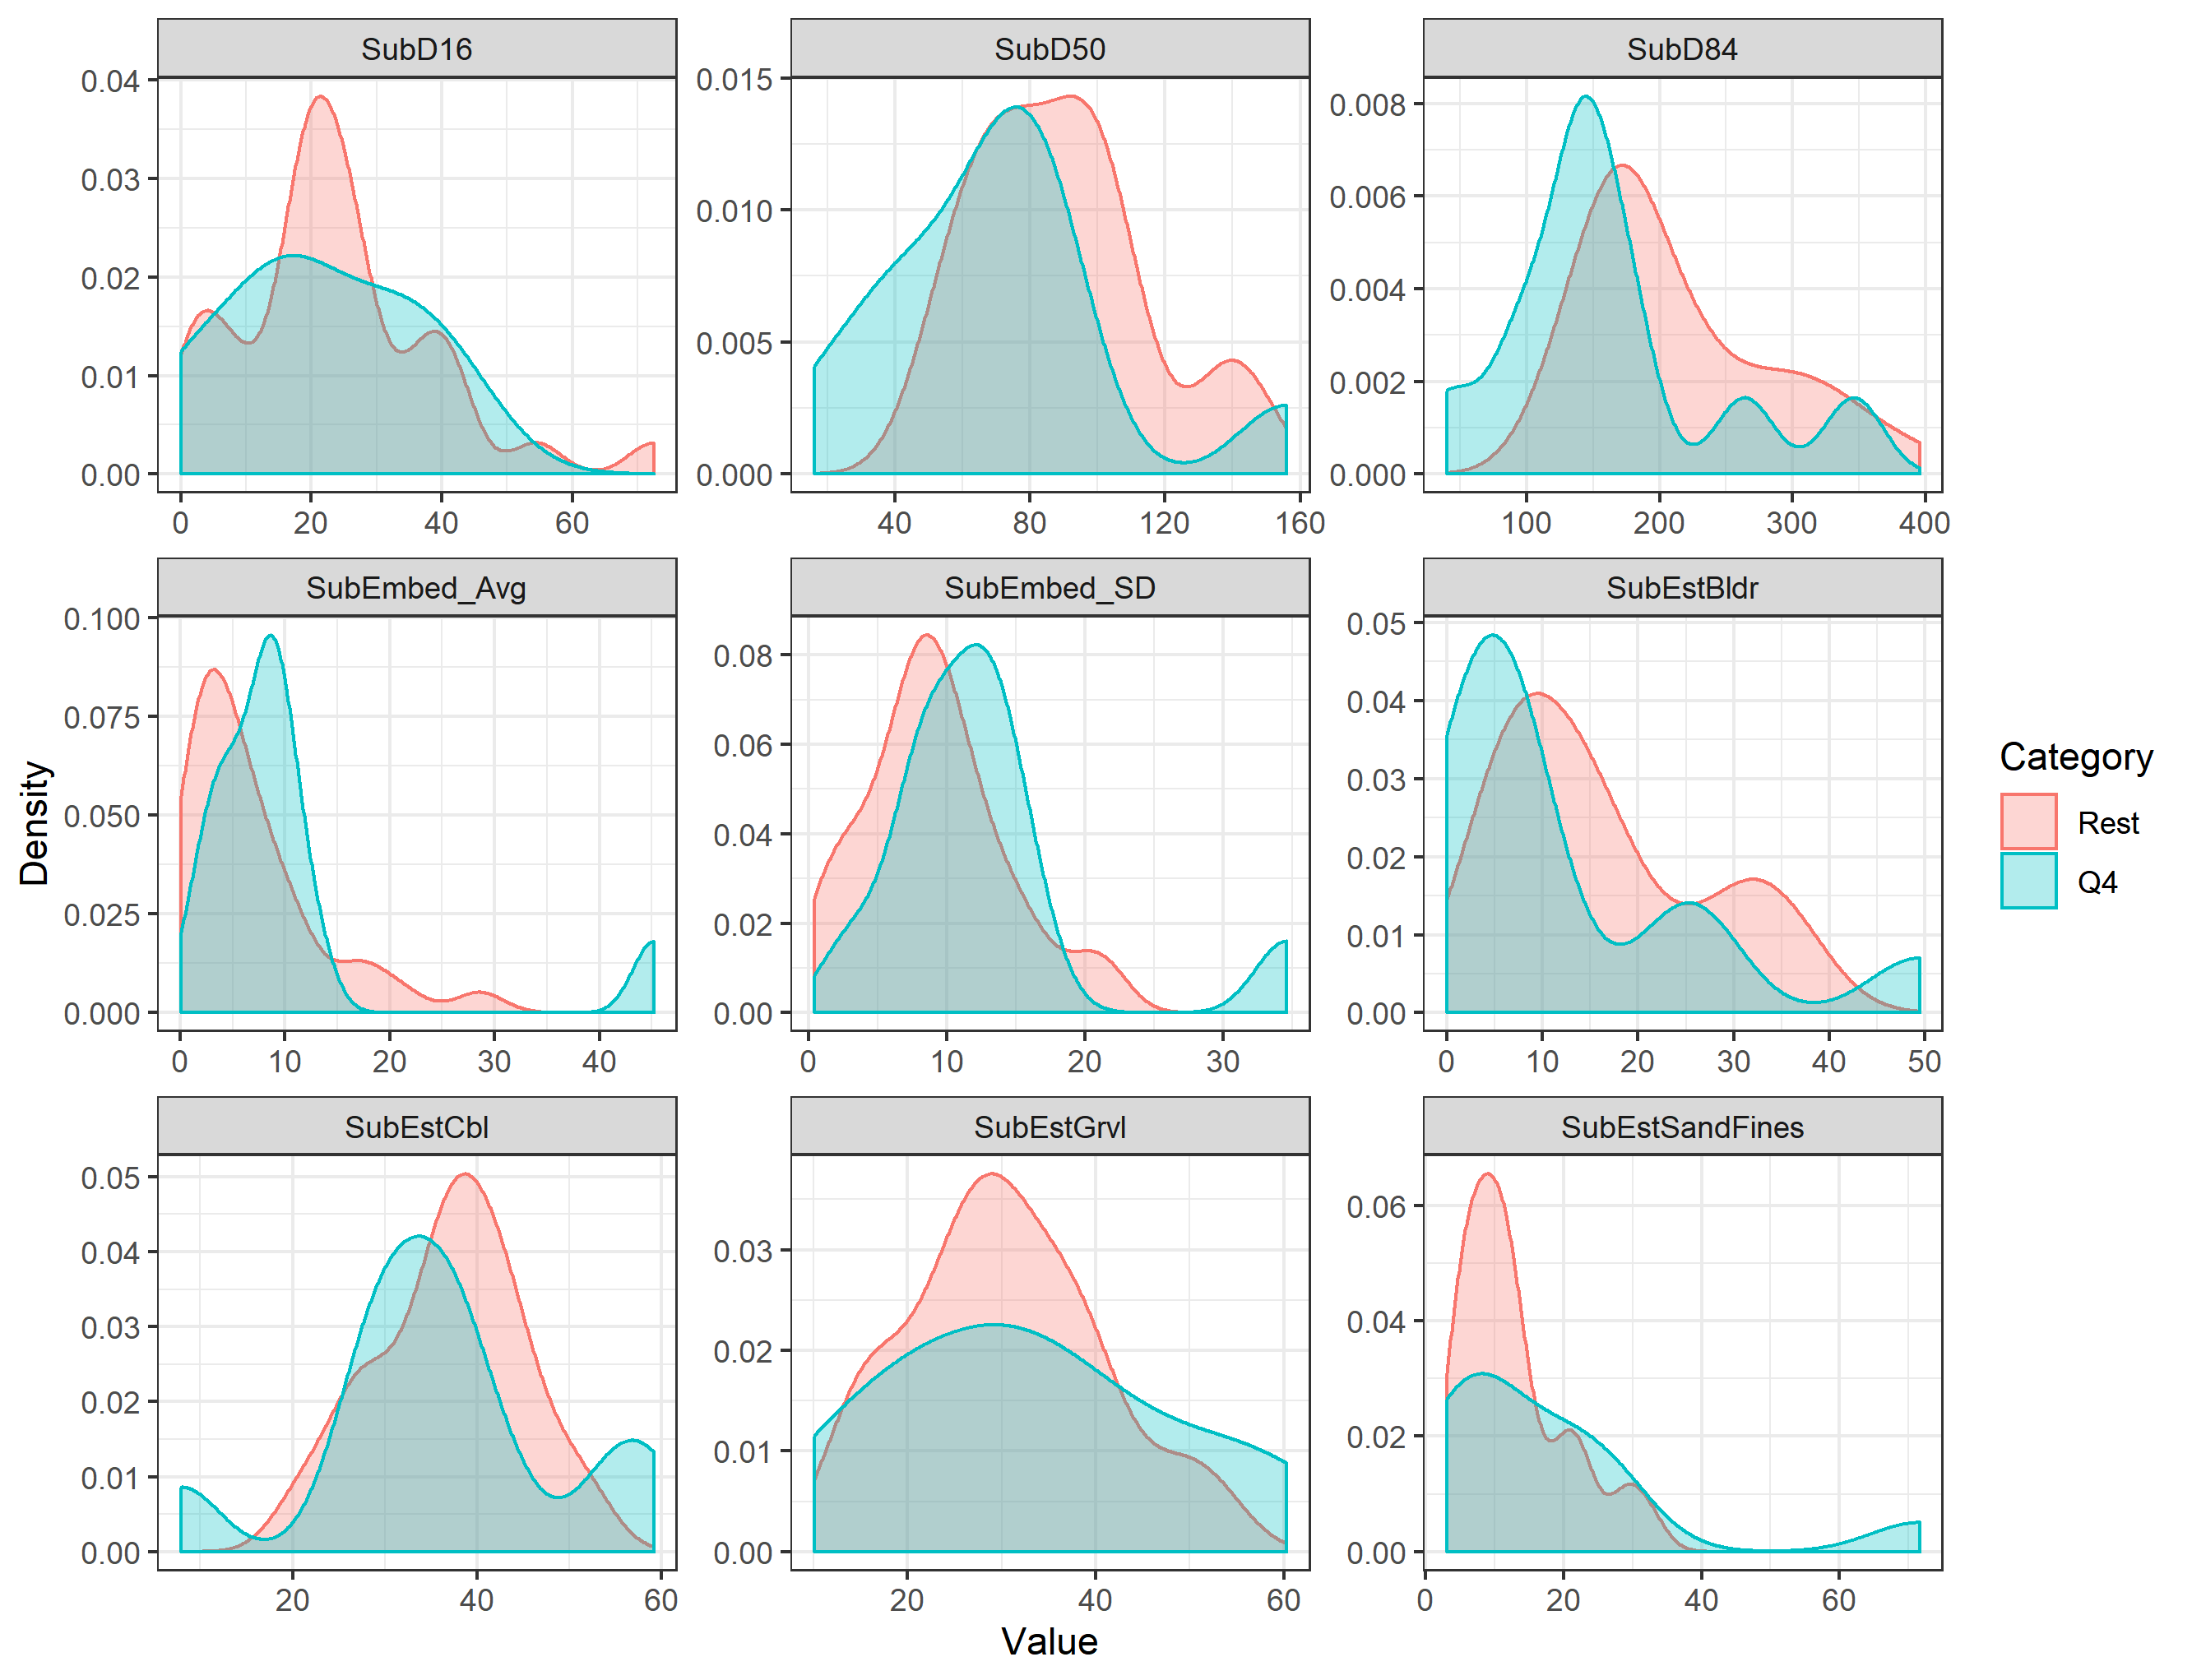 SubD16
SubD50
SubD84
0.04
0.03
0.02
0.01
0.00
0.015
0.010
0.005
0.000
0.008
0.006
0.004
0.002
0.000
0 20 40 60
40 80 120 160
100 200 300 400
SubEmbed_Avg
SubEmbed_SD
SubEstBldr
0.100
0.075
0.050
0.025
0.000
0.08
0.06
0.04
0.02
0.00
0.05
0.04
0.03
0.02
0.01
0.00
0 10 20 30 40
0 10 20 30
0 10 20 30 40 50
SubEstCbl
SubEstGrvl
SubEstSandFines
0.05
0.04
0.03
0.02
0.01
0.00
0.03
0.02
0.01
0.00
0.06
0.04
0.02
0.00
20 40 60
20 40 60
0 20 40 60
Density
Value
Category
Rest
Q4